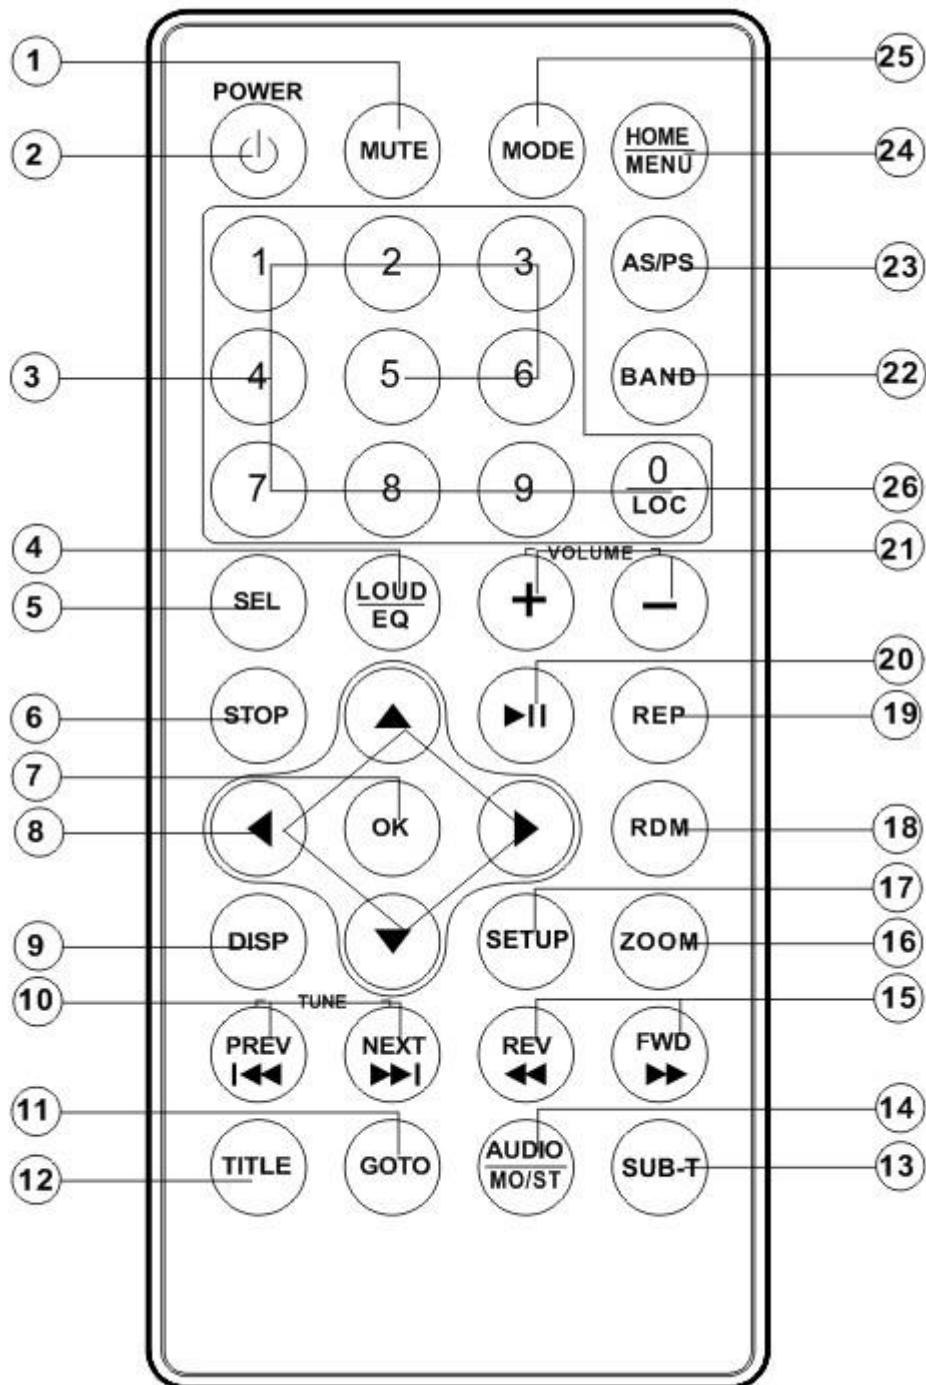 1
25
POWER
2
MUTE
MODE
HOME
MENU
24
1
2
3
AS/PS
23
3
4
5
6
BAND
22
7
8
9
0
LOC
26
4
VOLUME
21
5
SEL
LOUD
EQ
+
−
20
6
STOP
REP
19
7
8
OK
RDM
18
17
9
DISP
SETUP
ZOOM
16
10
TUNE
15
PREV
NEXT
REV
FWD
11
14
12
TITLE
GOTO
AUDIO
MO/ST
SUB-T
13